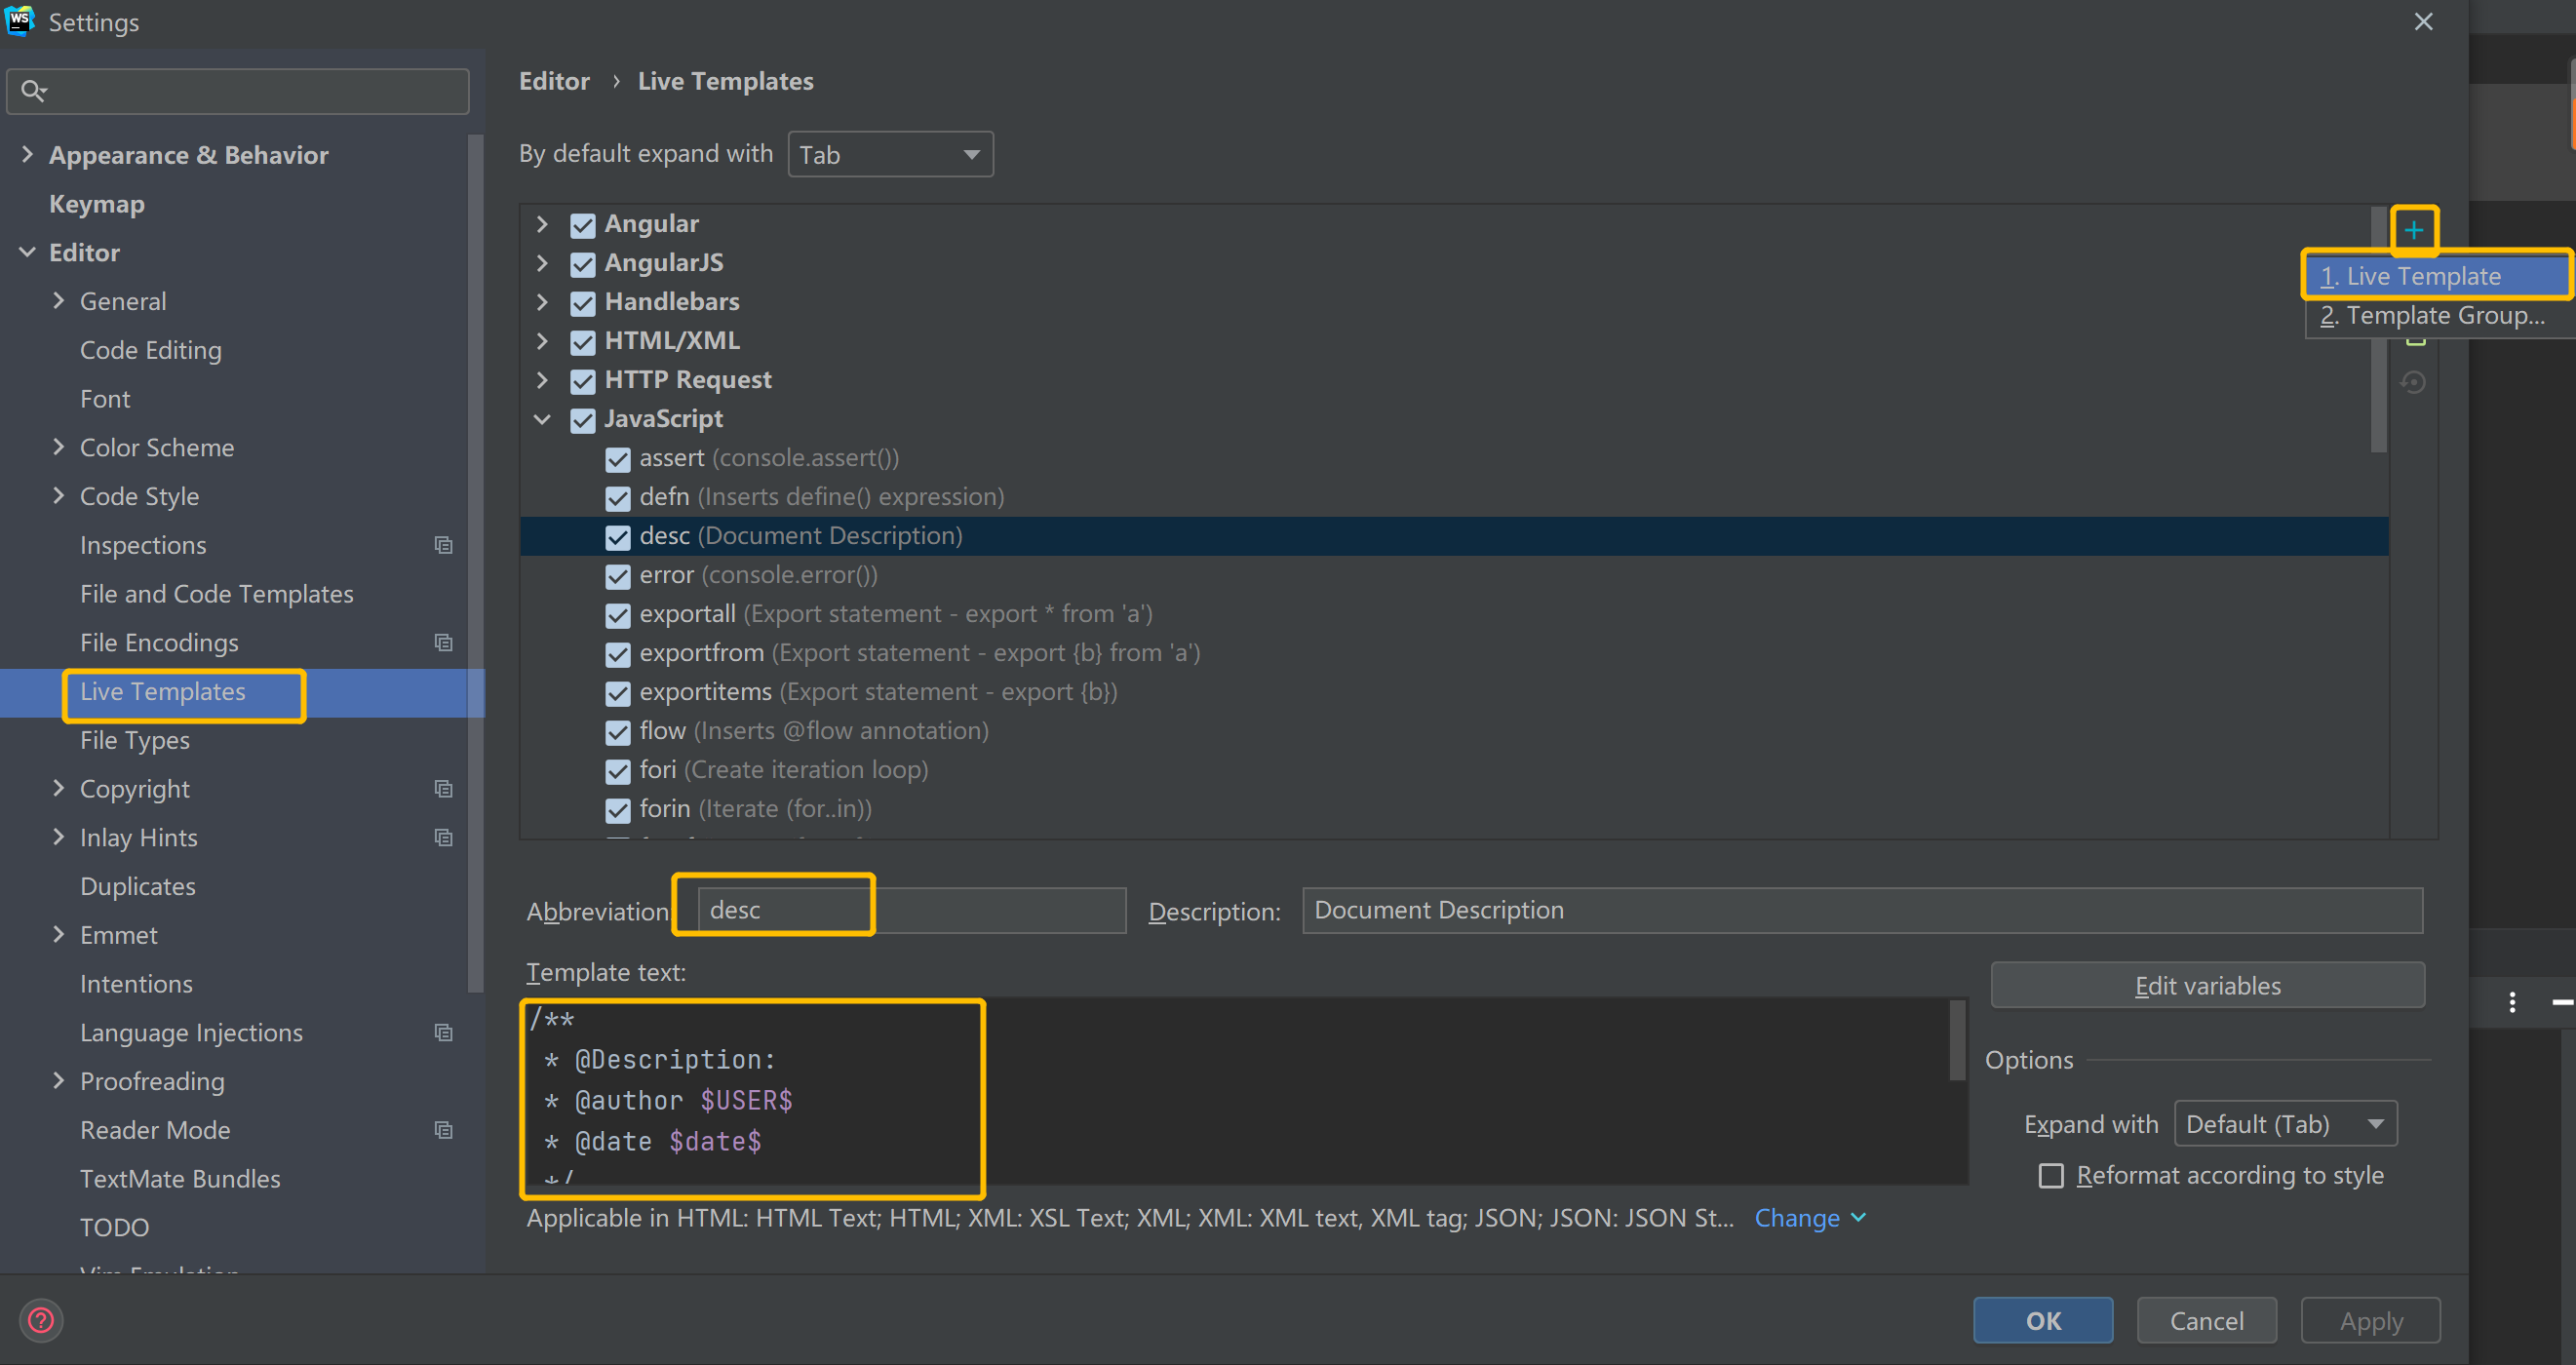 WS Settings
Appearance & Behavior
Keymap
Editor
General
Code Editing
Font
Color Scheme
Code Style
Inspections
File and Code Templates
File Encodings
Live Templates
File Types
Copyright
Inlay Hints
Duplicates
Emmet
Intentions
Language Injections
Proofreading
Reader Mode
TextMate Bundles
TODO
Vim Emulation
Editor › Live Templates
By default expand with Tab
Angular
AngularJS
Handlebars
HTML/XML
HTTP Request
JavaScript
assert (console.assert())
defn (Inserts define() expression)
desc (Document Description)
error (console.error())
exportall (Export statement - export * from 'a')
exportfrom (Export statement - export {b} from 'a')
exportitems (Export statement - export {b})
flow (Inserts @flow annotation)
fori (Create iteration loop)
forin (Iterate (for..in))
1. Live Template
2. Template Group...
Abbreviation desc Description: Document Description
Template text:
/**
* @Description:
* @author $USER$
* @date $date$
*/
Edit variables
Options
Expand with Default (Tab)
Reformat according to style
Applicable in HTML: HTML Text; HTML; XML: XSL Text; XML; XML: XML text, XML tag; JSON; JSON: JSON St... Change
OK Cancel Apply